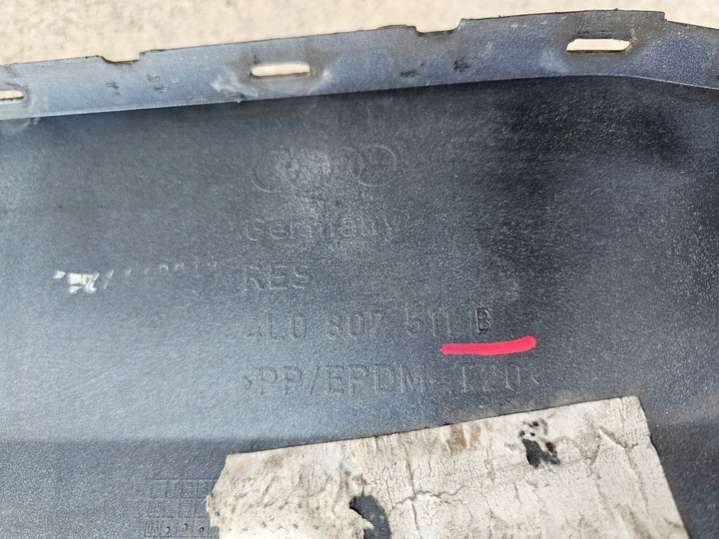 Germany
RES
4L0 807 511 B
>PP/EPDM-T20<